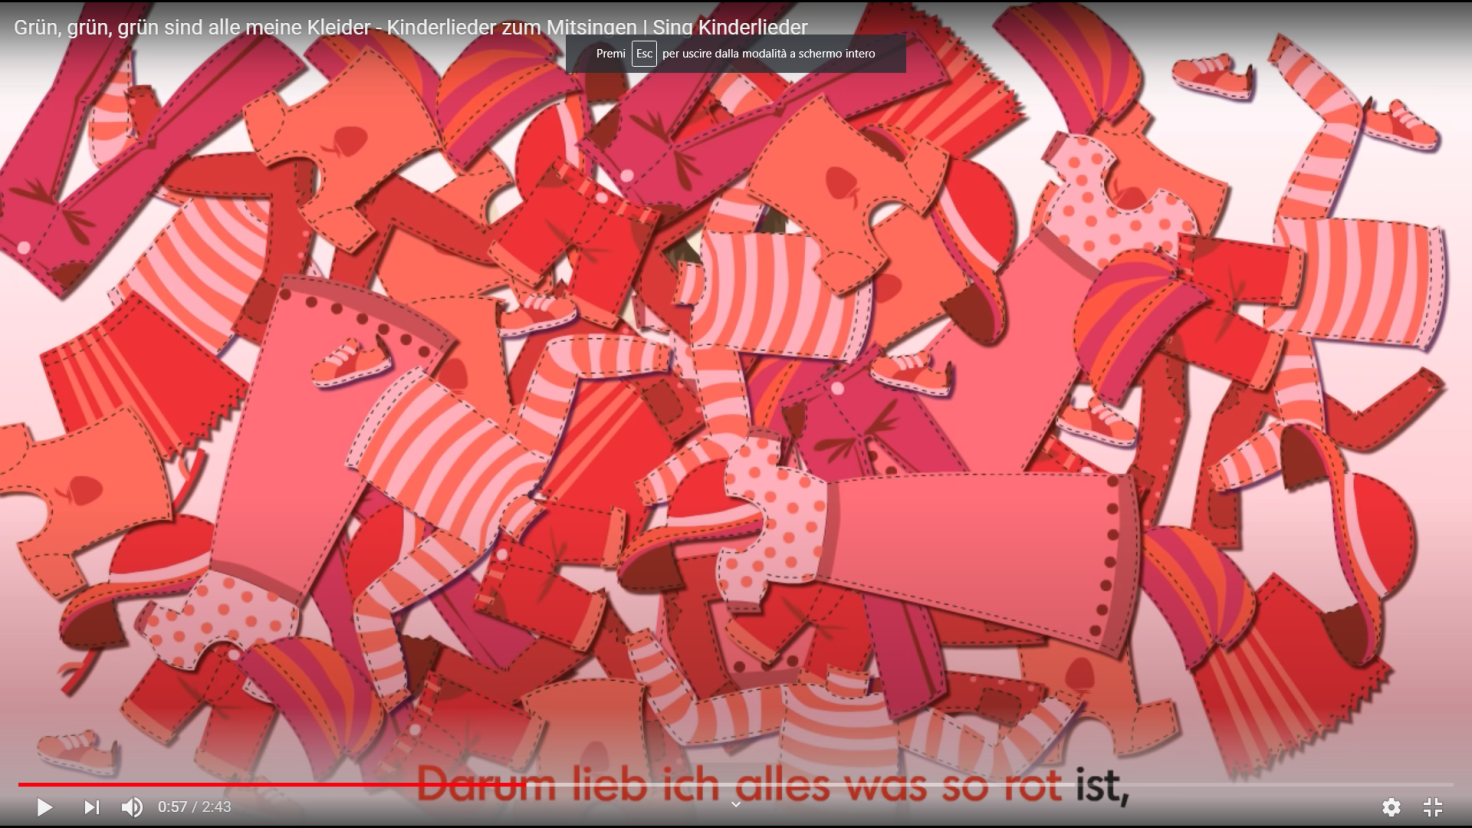 Grün, grün, grün sind alle meine Kleider - Kinderlieder zum Mitsingen | Sing Kinderlieder
Premi Esc per uscire dalla modalità a schermo intero
Darum lieb ich alles was so rot ist,
0:57 / 2:43